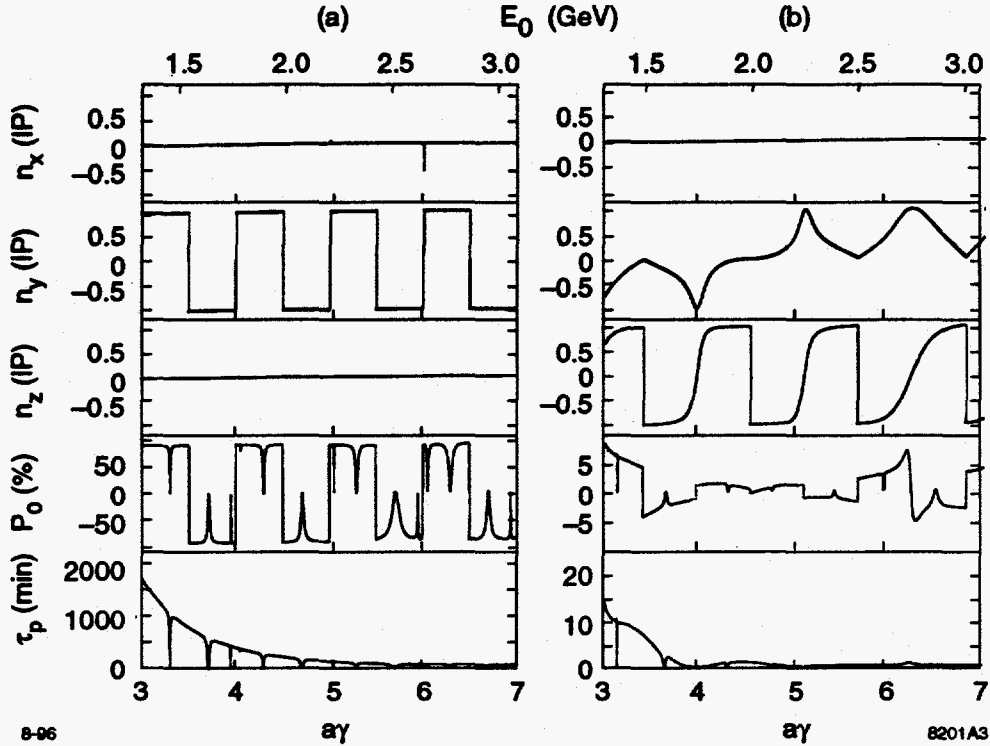 (a) E0 (GeV) (b)
1.5 2.0 2.5 3.0 1.5 2.0 2.5 3.0
nx (IP) 0.5 0 −0.5 0.5 0 −0.5
ny (IP) 0.5 0 −0.5 0.5 0 −0.5
nz (IP) 0.5 0 −0.5 0.5 0 −0.5
P0 (%) 50 0 −50 5 0 −5
τp (min) 2000 1000 0 20 10 0
3 4 5 6 7 3 4 5 6 7
aγ aγ
8-96 8201A3